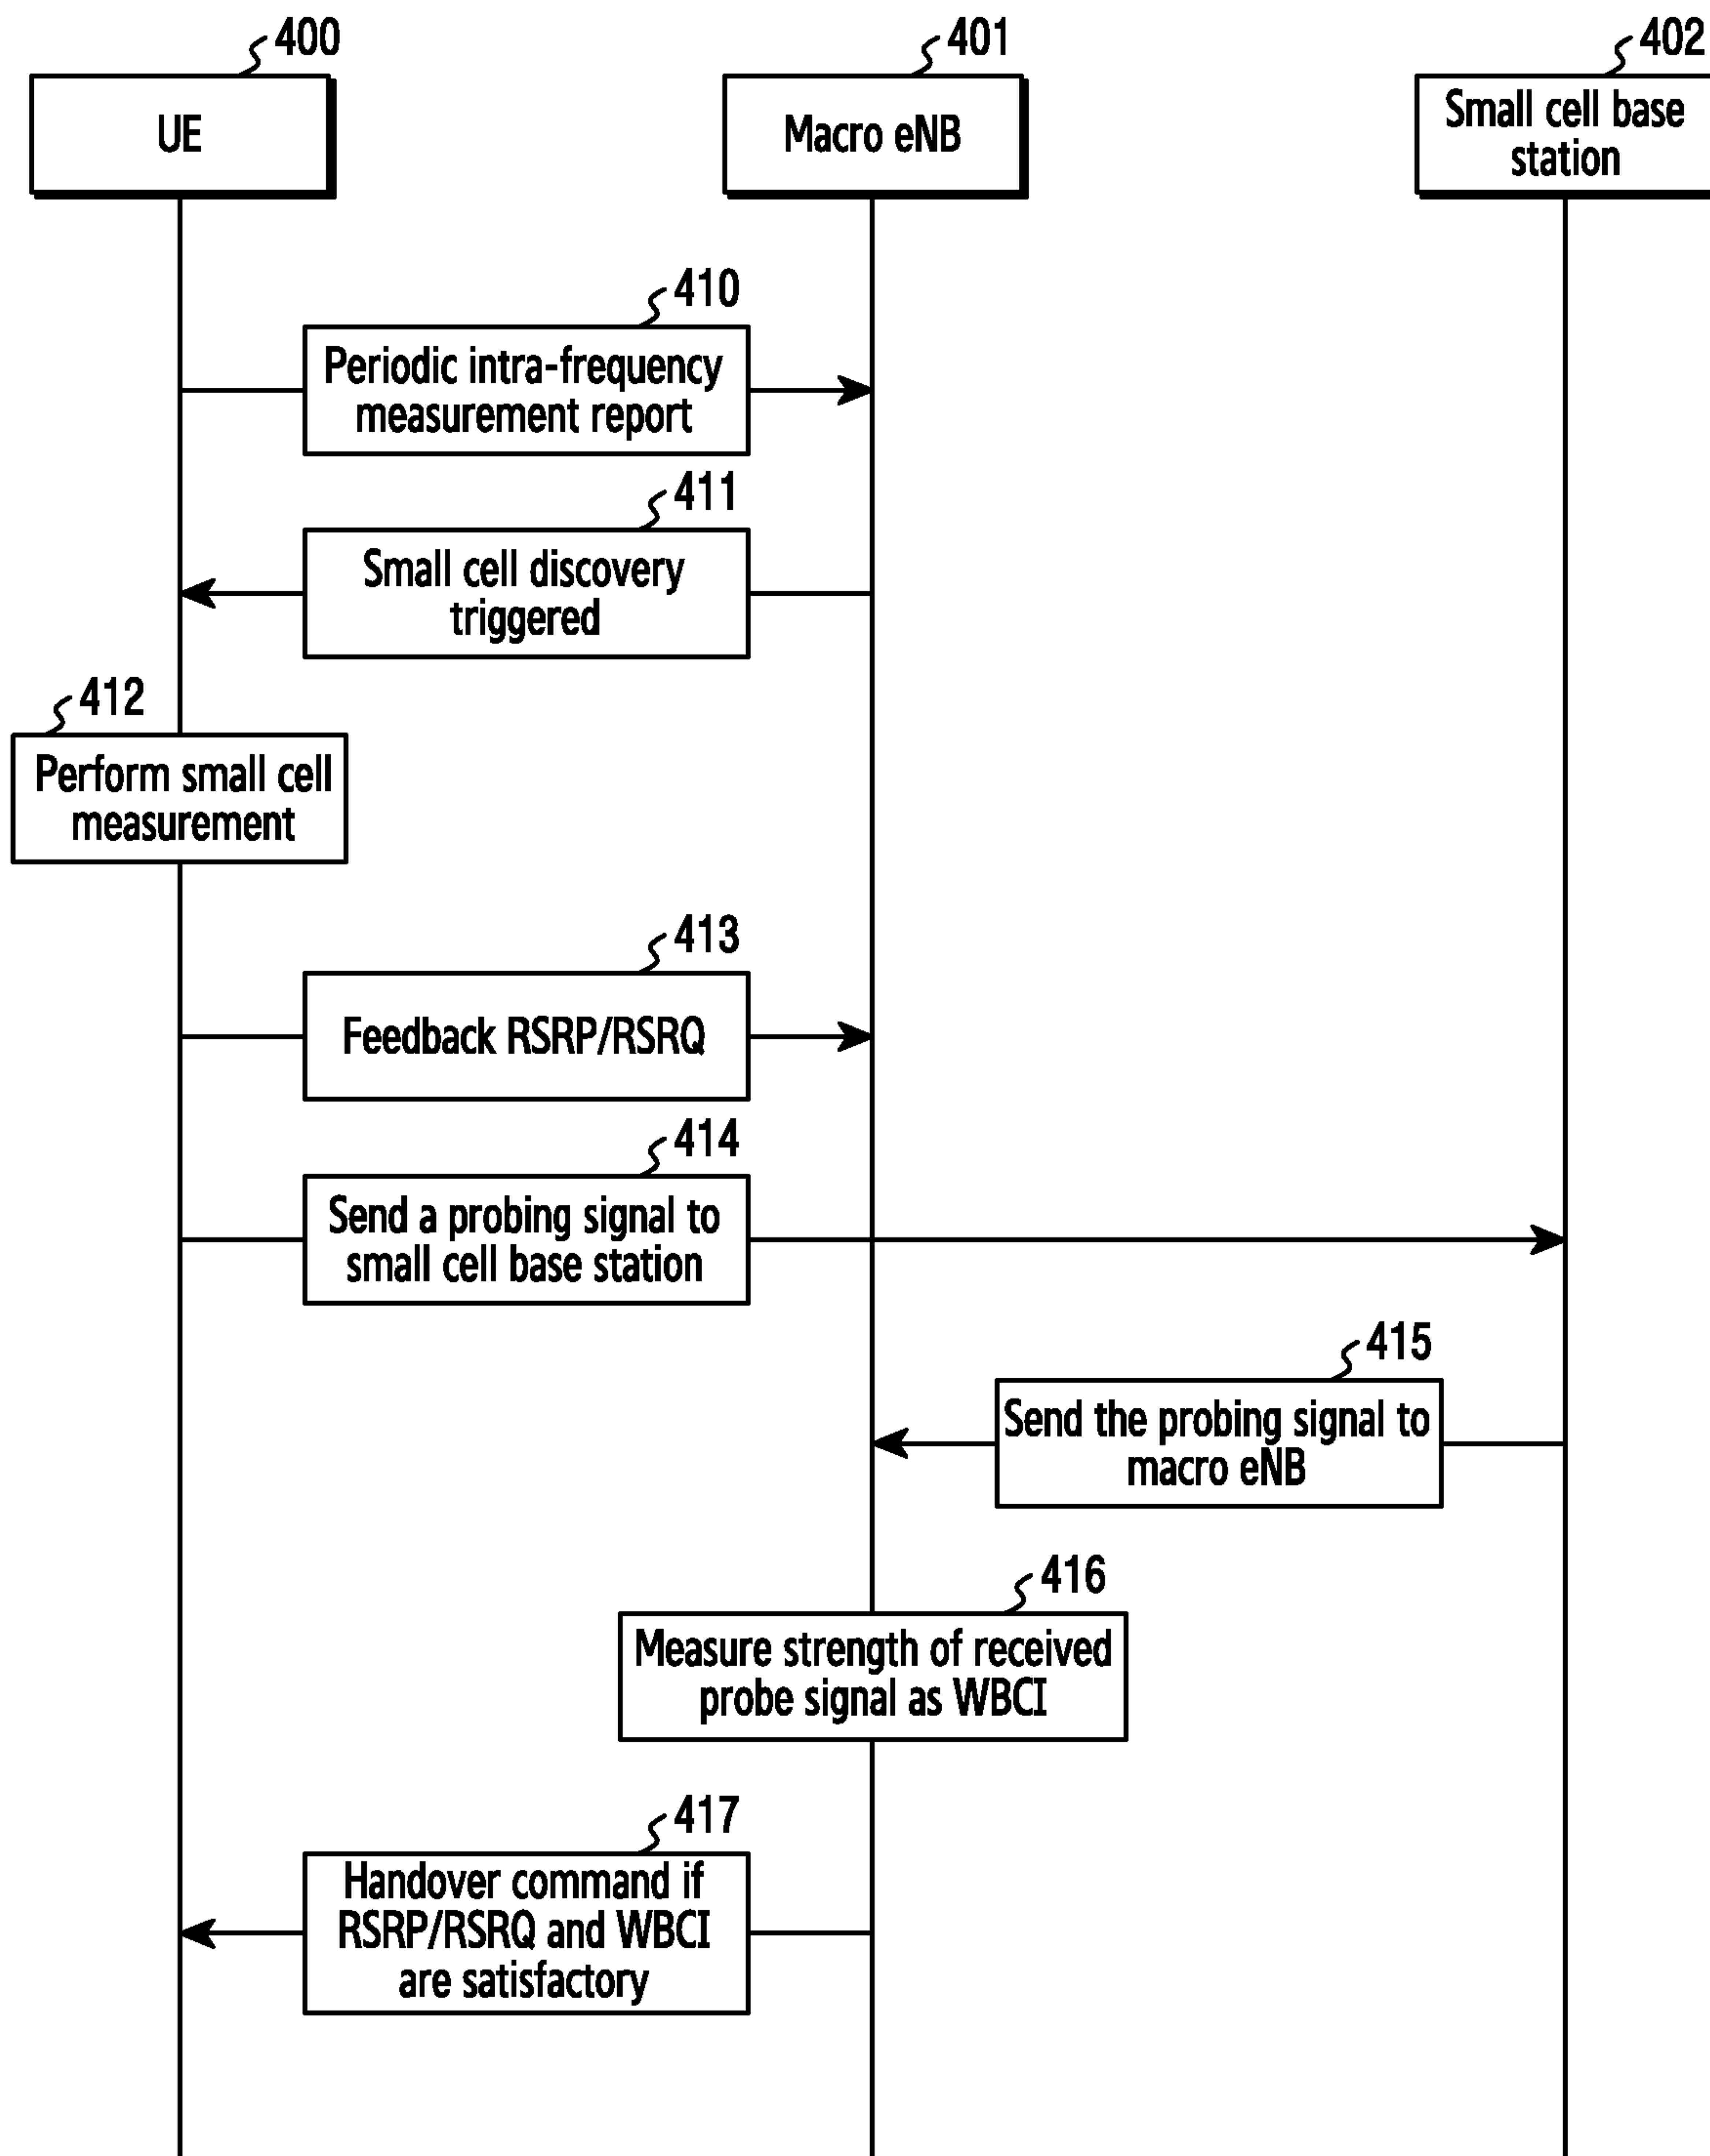 400
401
402
UE
Macro eNB
Small cell base
station
410
Periodic intra-frequency
measurement report
411
Small cell discovery
triggered
412
Perform small cell
measurement
413
Feedback RSRP/RSRQ
414
Send a probing signal to
small cell base station
415
Send the probing signal to
macro eNB
416
Measure strength of received
probe signal as WBCI
417
Handover command if
RSRP/RSRQ and WBCI
are satisfactory